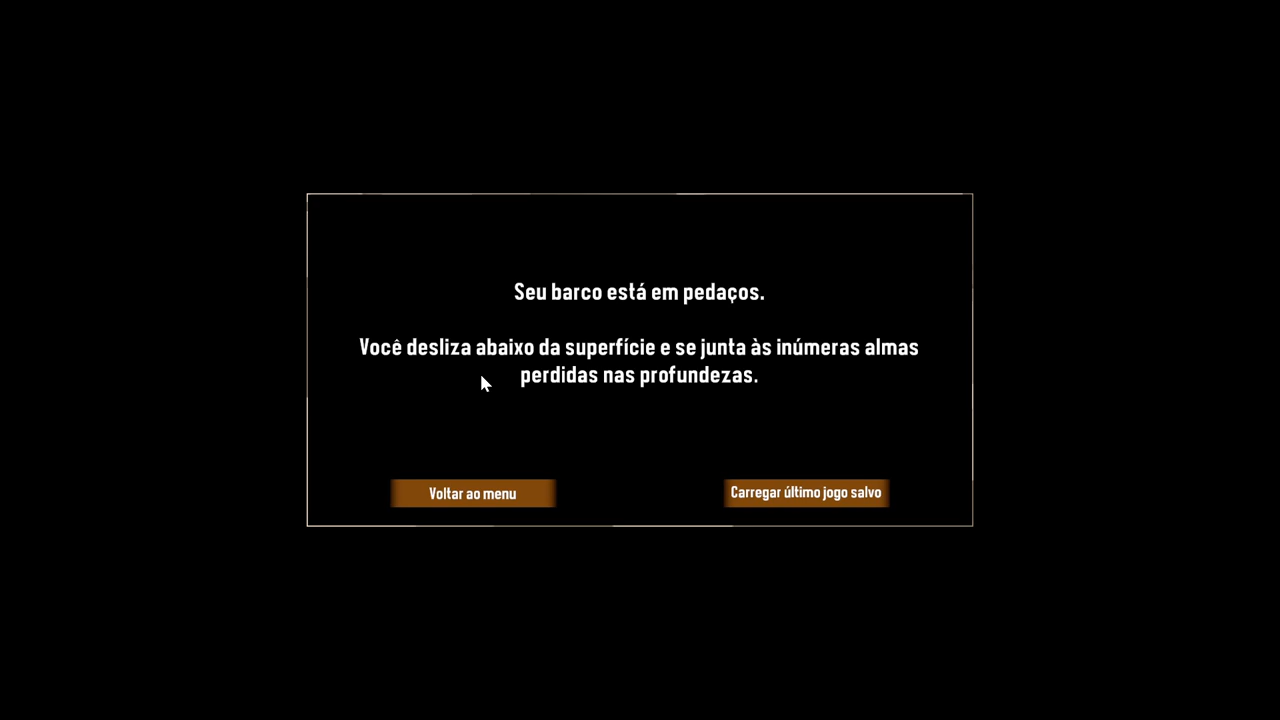 Seu barco está em pedaços.
Você desliza abaixo da superfície e se junta às inúmeras almas
perdidas nas profundezas.
Voltar ao menu
Carregar último jogo salvo